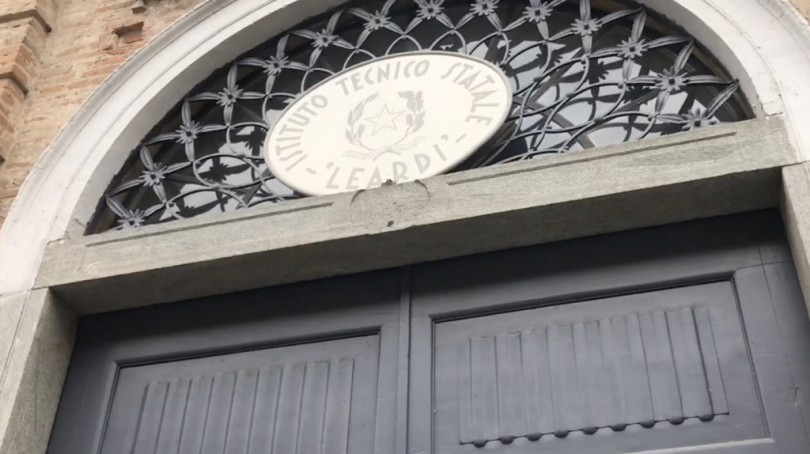 ISTITUTO TECNICO STATALE
- "LEARDI" -